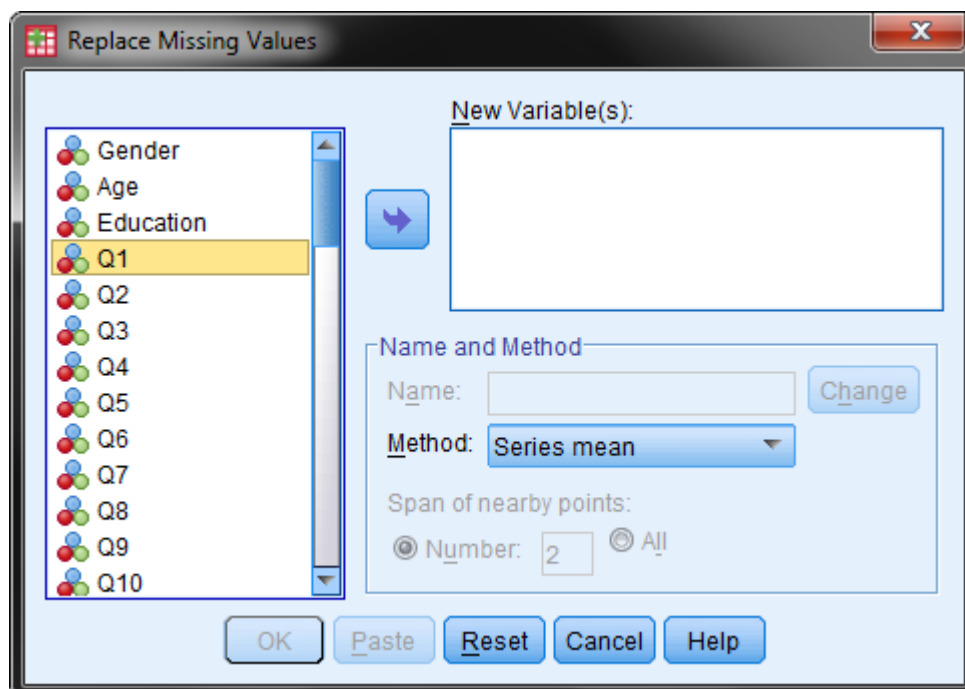 Replace Missing Values
Gender
Age
Education
Q1
Q2
Q3
Q4
Q5
Q6
Q7
Q8
Q9
Q10
New Variable(s):
Name and Method
Name:
Change
Method: Series mean
Span of nearby points:
Number: 2 All
OK Paste Reset Cancel Help